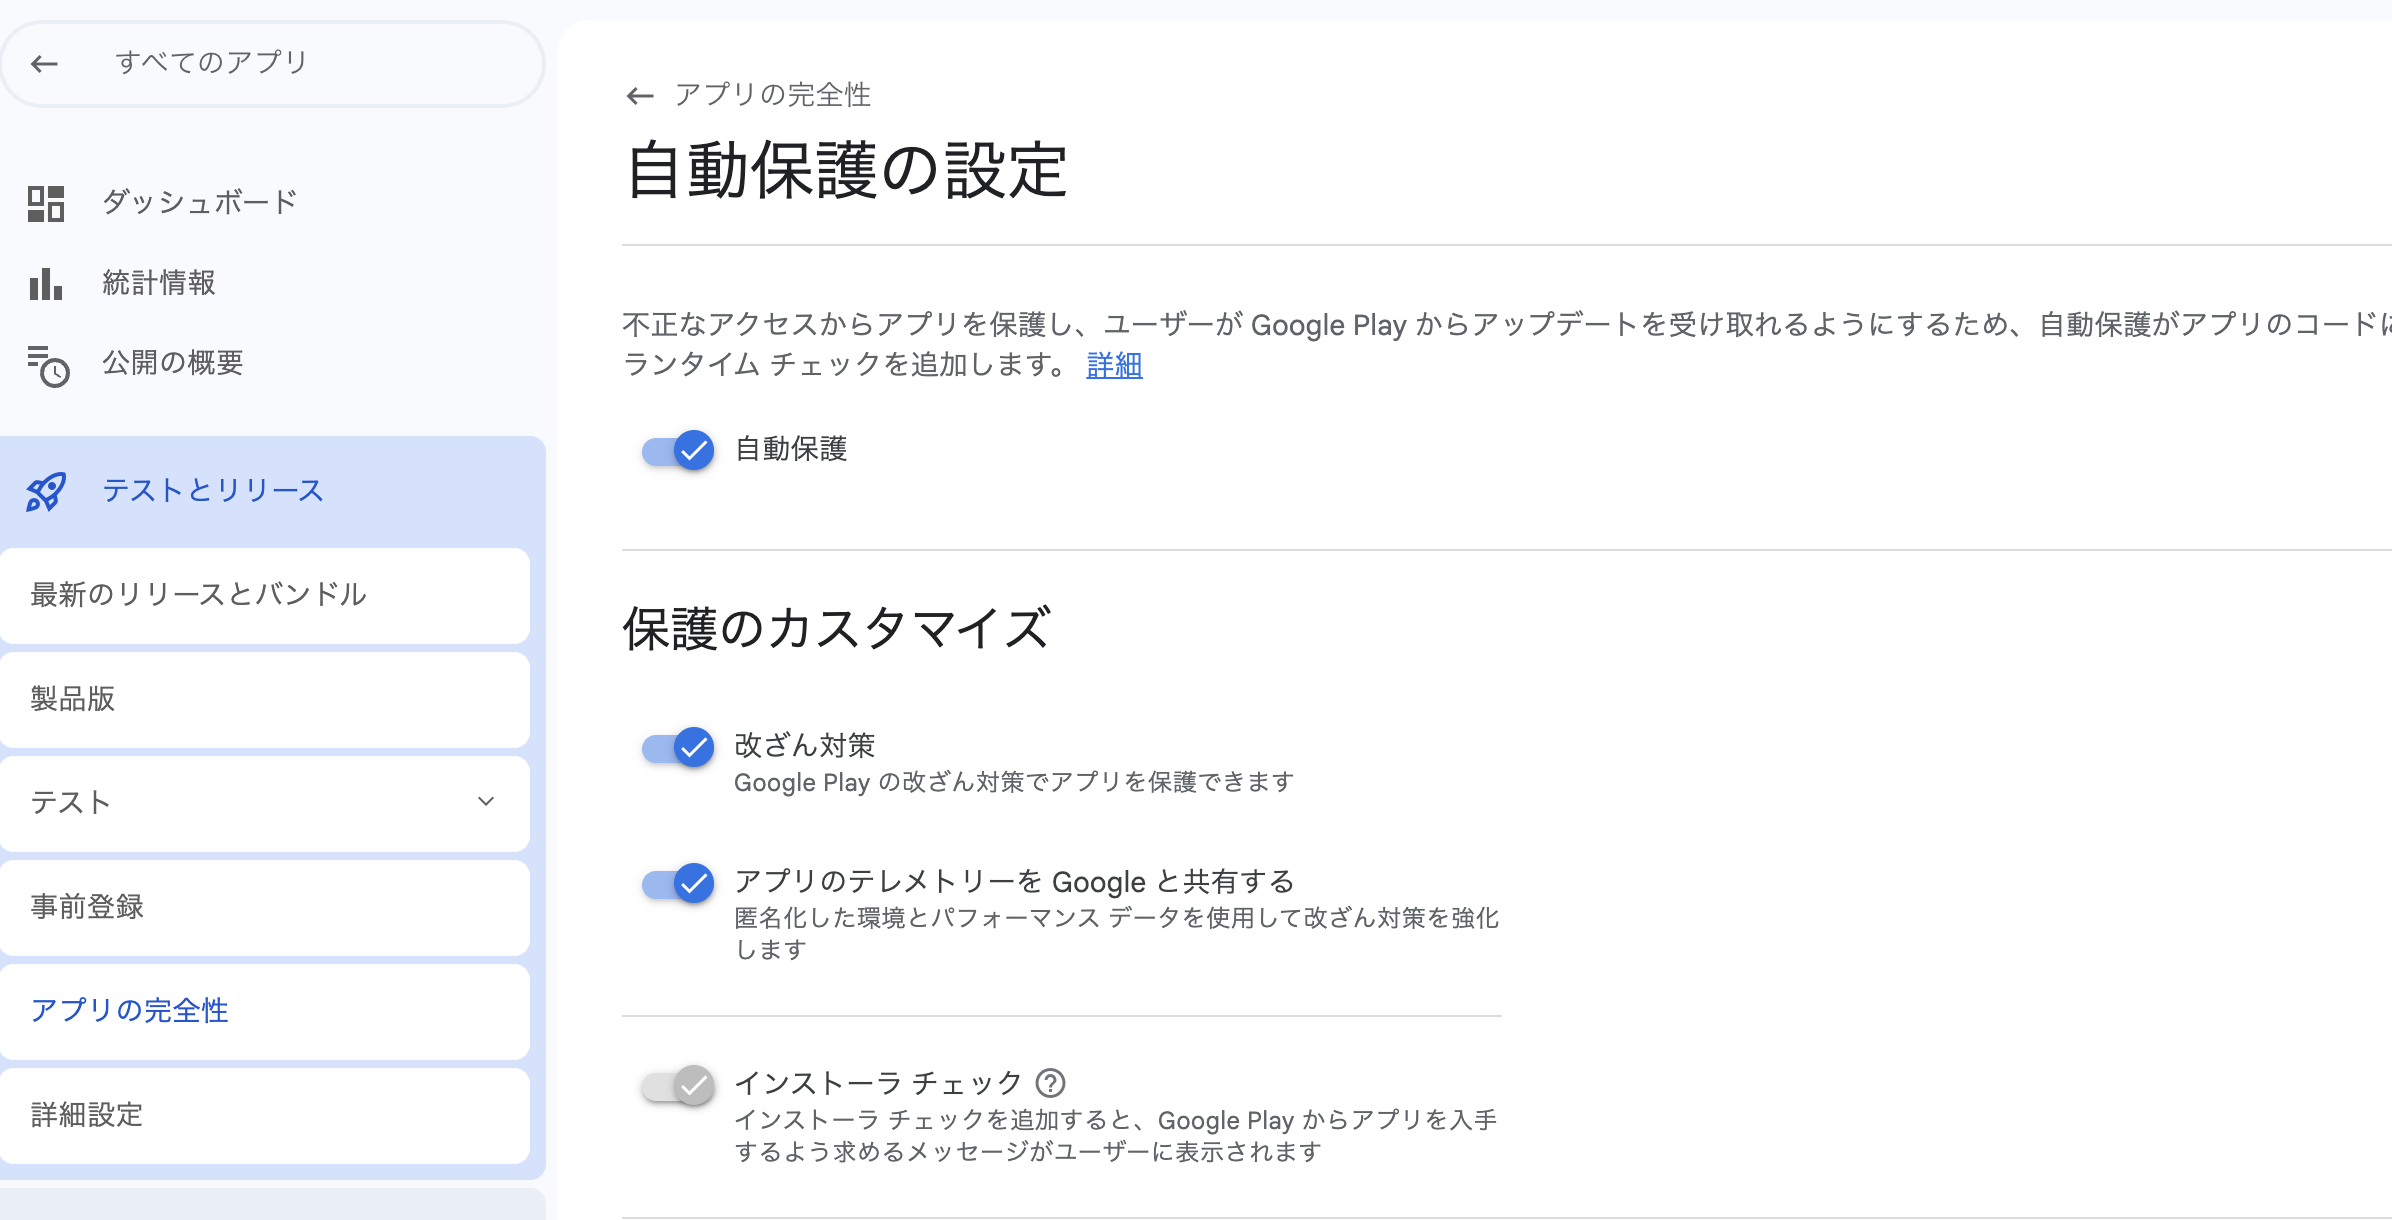 すべてのアプリ
ダッシュボード
統計情報
公開の概要
テストとリリース
最新のリリースとバンドル
製品版
テスト
事前登録
アプリの完全性
詳細設定
アプリの完全性
自動保護の設定
不正なアクセスからアプリを保護し、ユーザーが Google Play からアップデートを受け取れるようにするため、自動保護がアプリのコードに
ランタイム チェックを追加します。 詳細
自動保護
保護のカスタマイズ
改ざん対策
Google Play の改ざん対策でアプリを保護できます
アプリのテレメトリーを Google と共有する
匿名化した環境とパフォーマンス データを使用して改ざん対策を強化
します
インストーラ チェック
インストーラ チェックを追加すると、Google Play からアプリを入手
するよう求めるメッセージがユーザーに表示されます